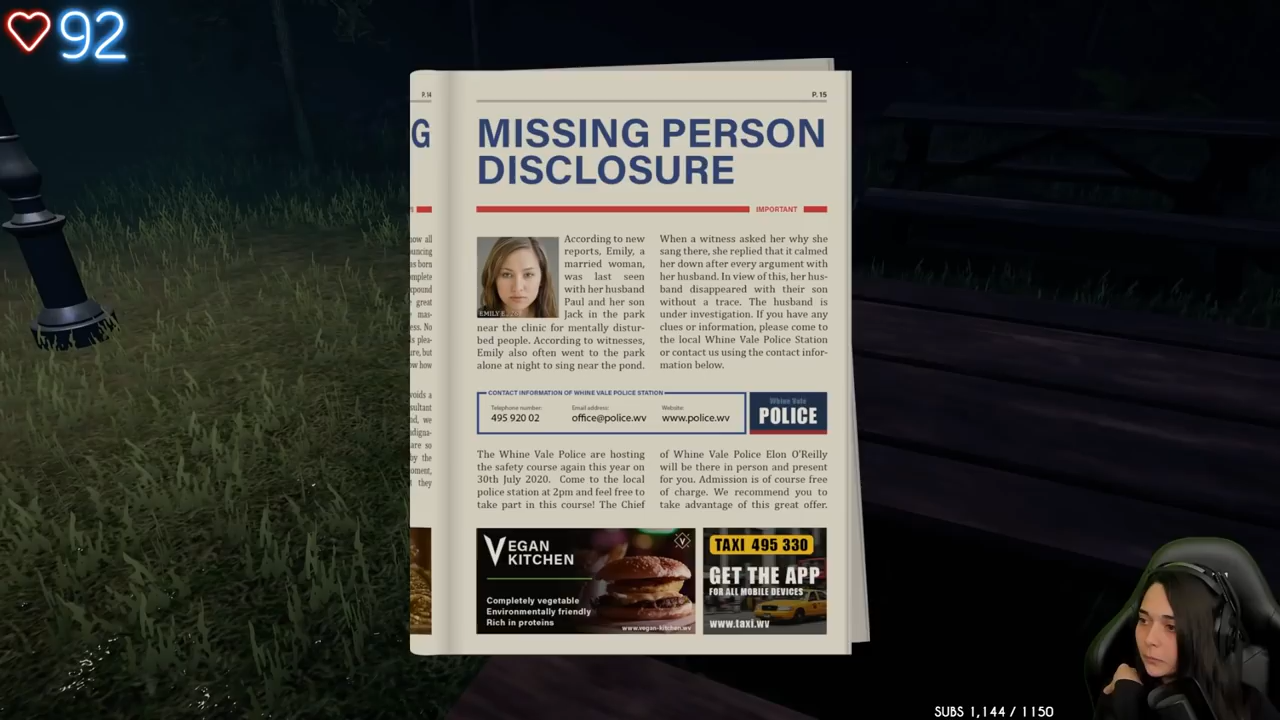 92
P. 14
P. 15
G
MISSING PERSON
DISCLOSURE
IMPORTANT
According to new
reports, Emily, a
married woman,
was last seen
with her husband
Paul and her son
Jack in the park
near the clinic for mentally distur-
bed people. According to witnesses,
Emily also often went to the park
alone at night to sing near the pond.
When a witness asked her why she
sang there, she replied that it calmed
her down after every argument with
her husband. In view of this, her hus-
band disappeared with their son
without a trace. The husband is
under investigation. If you have any
clues or information, please come to
the local Whine Vale Police Station
or contact us using the contact infor-
mation below.
CONTACT INFORMATION OF WHINE VALE POLICE STATION
Telephone number:
495 920 02
Email address:
office@police.wv
Website:
www.police.wv
Whine Vale
POLICE
The Whine Vale Police are hosting
the safety course again this year on
30th July 2020. Come to the local
police station at 2pm and feel free to
take part in this course! The Chief
of Whine Vale Police Elon O'Reilly
will be there in person and present
for you. Admission is of course free
of charge. We recommend you to
take advantage of this great offer.
VEGAN
KITCHEN
Completely vegetable
Environmentally friendly
Rich in proteins
www.vegan-kitchen.wv
TAXI 495 330
GET THE APP
FOR ALL MOBILE DEVICES
www.taxi.wv
SUBS 1,144 / 1150